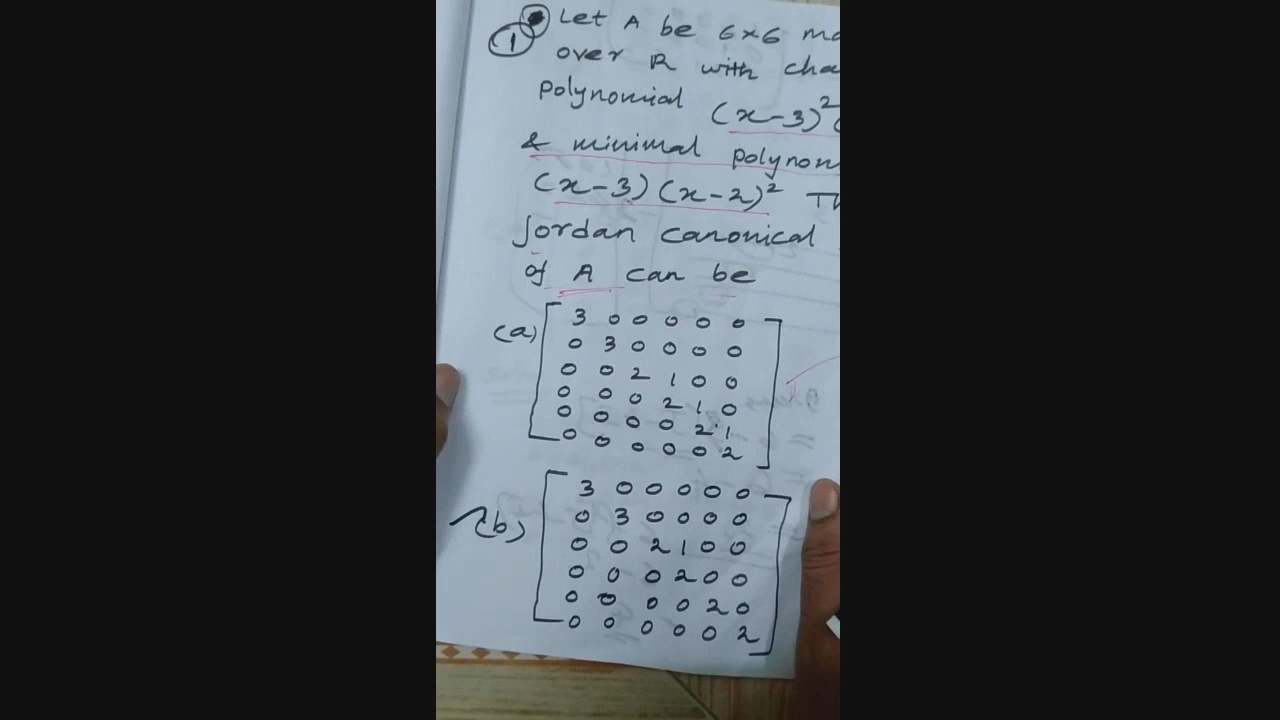 (1) Let A be 6×6 ma
over R with cha
polynomial (x-3)²(
& minimal polynom
(x-3) (x-2)² Th
Jordan canonical
of A can be
(a) [3 0 0 0 0 0
0 3 0 0 0 0
0 0 2 1 0 0
0 0 0 2 1 0
0 0 0 0 2 1
0 0 0 0 0 2]
(b) [3 0 0 0 0 0
0 3 0 0 0 0
0 0 2 1 0 0
0 0 0 2 0 0
0 0 0 0 2 0
0 0 0 0 0 2]